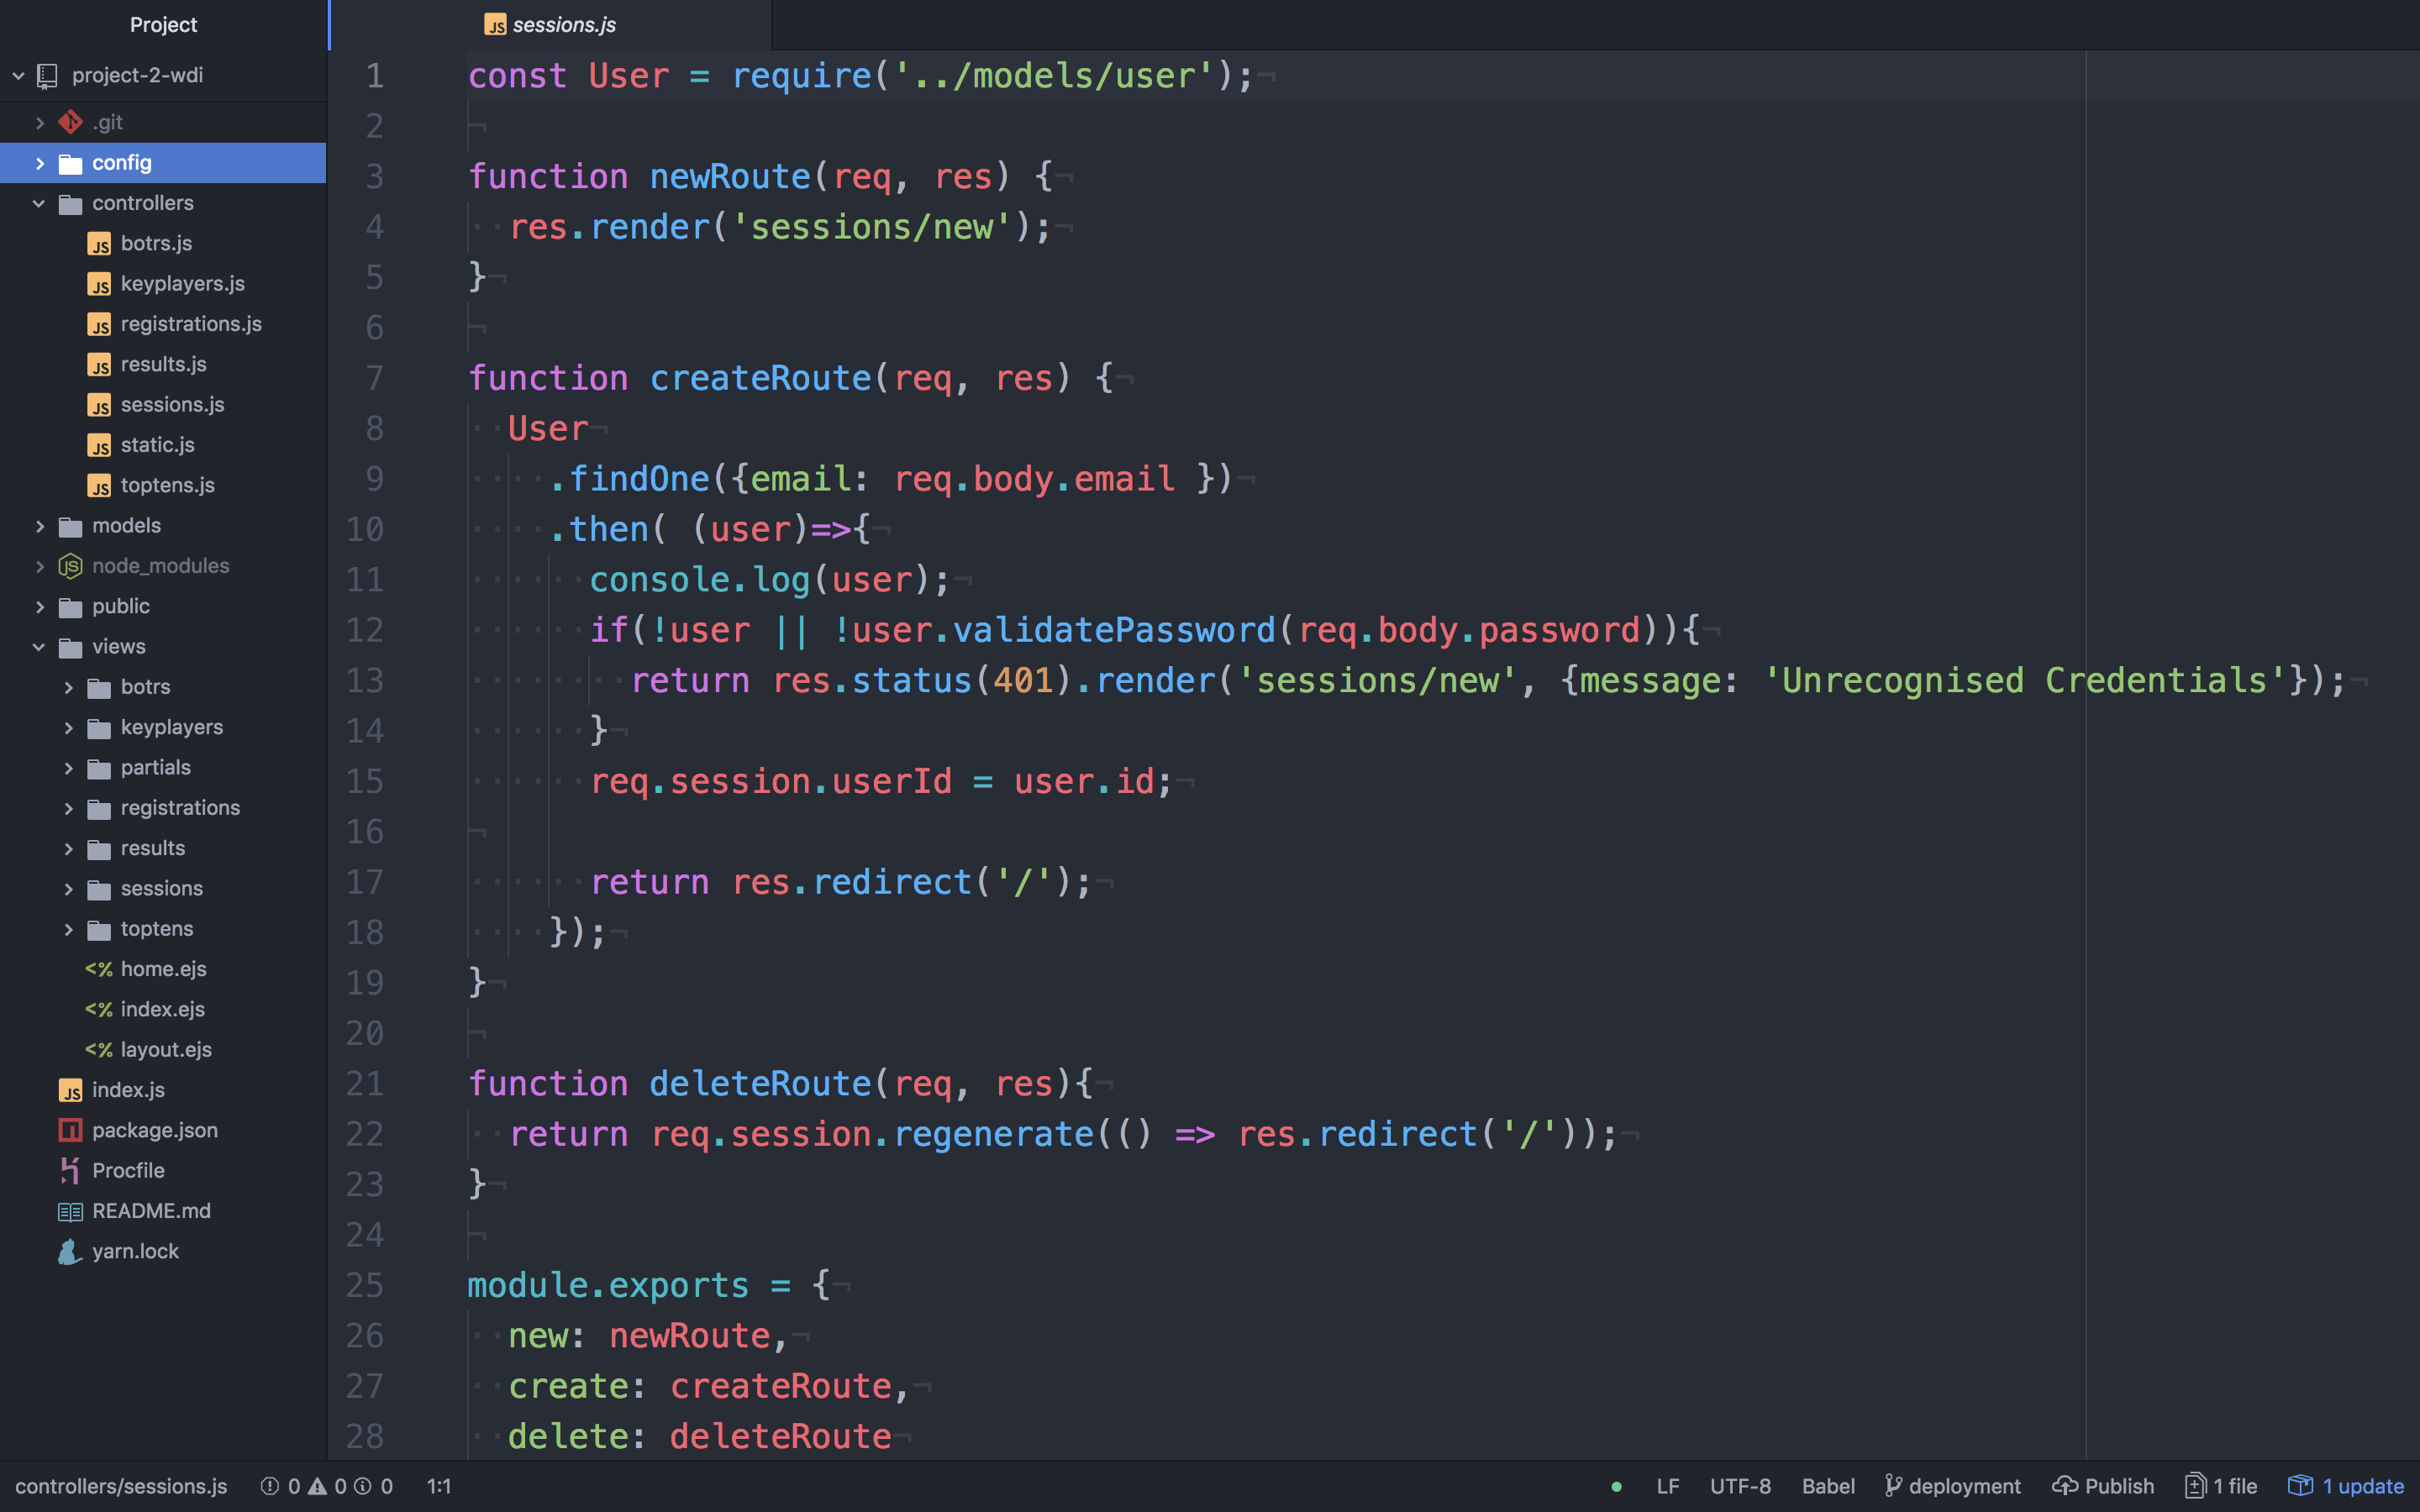 Project
project-2-wdi
.git
config
controllers
botrs.js
keyplayers.js
registrations.js
results.js
sessions.js
static.js
toptens.js
models
node_modules
public
views
botrs
keyplayers
partials
registrations
results
sessions
toptens
home.ejs
index.ejs
layout.ejs
index.js
package.json
Procfile
README.md
yarn.lock
sessions.js
1 const User = require('../models/user');
2
3 function newRoute(req, res) {
4   res.render('sessions/new');
5 }
6
7 function createRoute(req, res) {
8   User
9     .findOne({email: req.body.email })
10     .then( (user)=>{
11       console.log(user);
12       if(!user || !user.validatePassword(req.body.password)){
13         return res.status(401).render('sessions/new', {message: 'Unrecognised Credentials'});
14       }
15       req.session.userId = user.id;
16
17       return res.redirect('/');
18     });
19 }
20
21 function deleteRoute(req, res){
22   return req.session.regenerate(() => res.redirect('/'));
23 }
24
25 module.exports = {
26   new: newRoute,
27   create: createRoute,
28   delete: deleteRoute
controllers/sessions.js 0 0 0 1:1 LF UTF-8 Babel deployment Publish 1 file 1 update